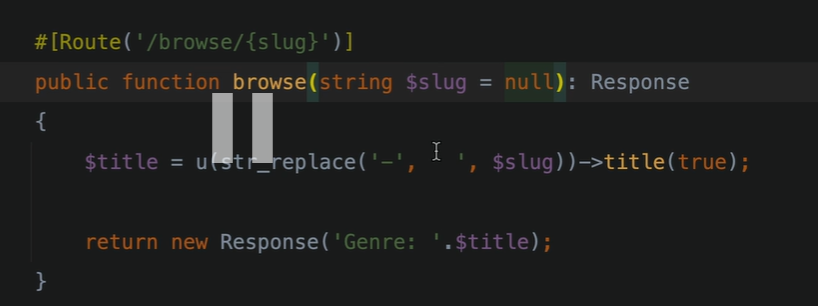 #[Route('/browse/{slug}')]
public function browse(string $slug = null): Response
{
$title = u(str_replace('-', ' ', $slug))->title(true);
return new Response('Genre: '.$title);
}